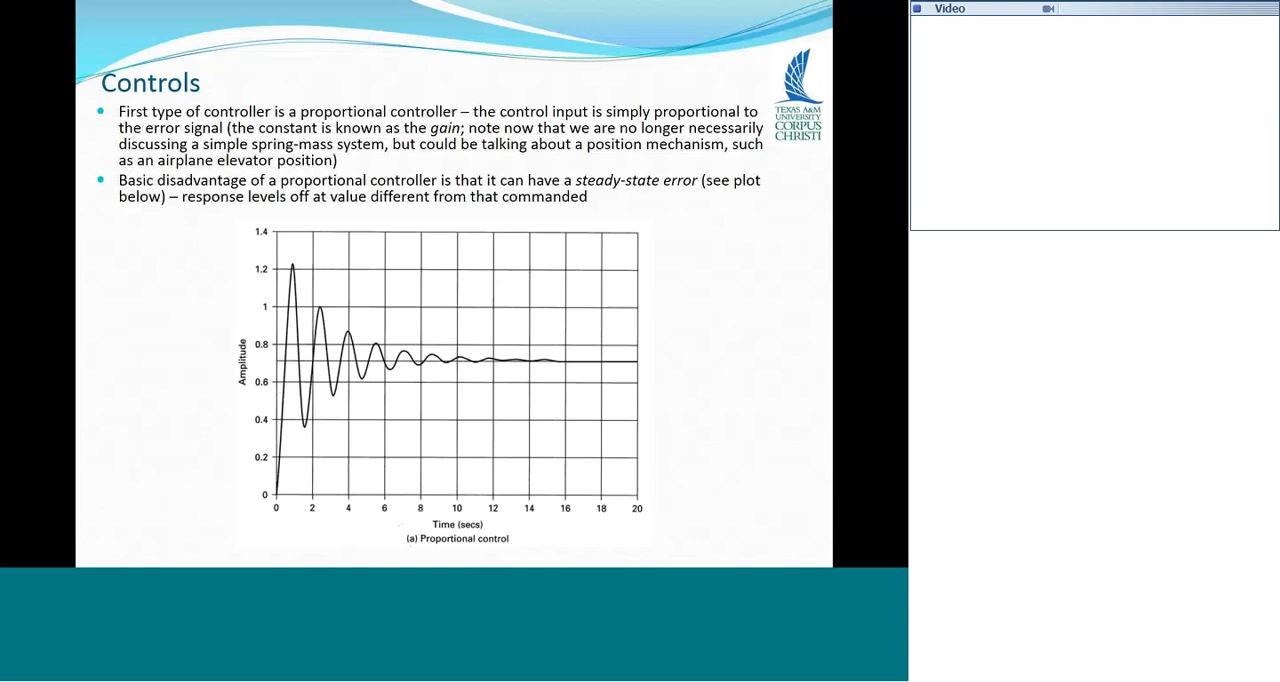 Video
Controls
TEXAS A&M
UNIVERSITY
CORPUS
CHRISTI
• First type of controller is a proportional controller – the control input is simply proportional to
the error signal (the constant is known as the gain; note now that we are no longer necessarily
discussing a simple spring-mass system, but could be talking about a position mechanism, such
as an airplane elevator position)
• Basic disadvantage of a proportional controller is that it can have a steady-state error (see plot
below) – response levels off at value different from that commanded
1.4
1.2
1
0.8
0.6
0.4
0.2
0
Amplitude
0 2 4 6 8 10 12 14 16 18 20
Time (secs)
(a) Proportional control